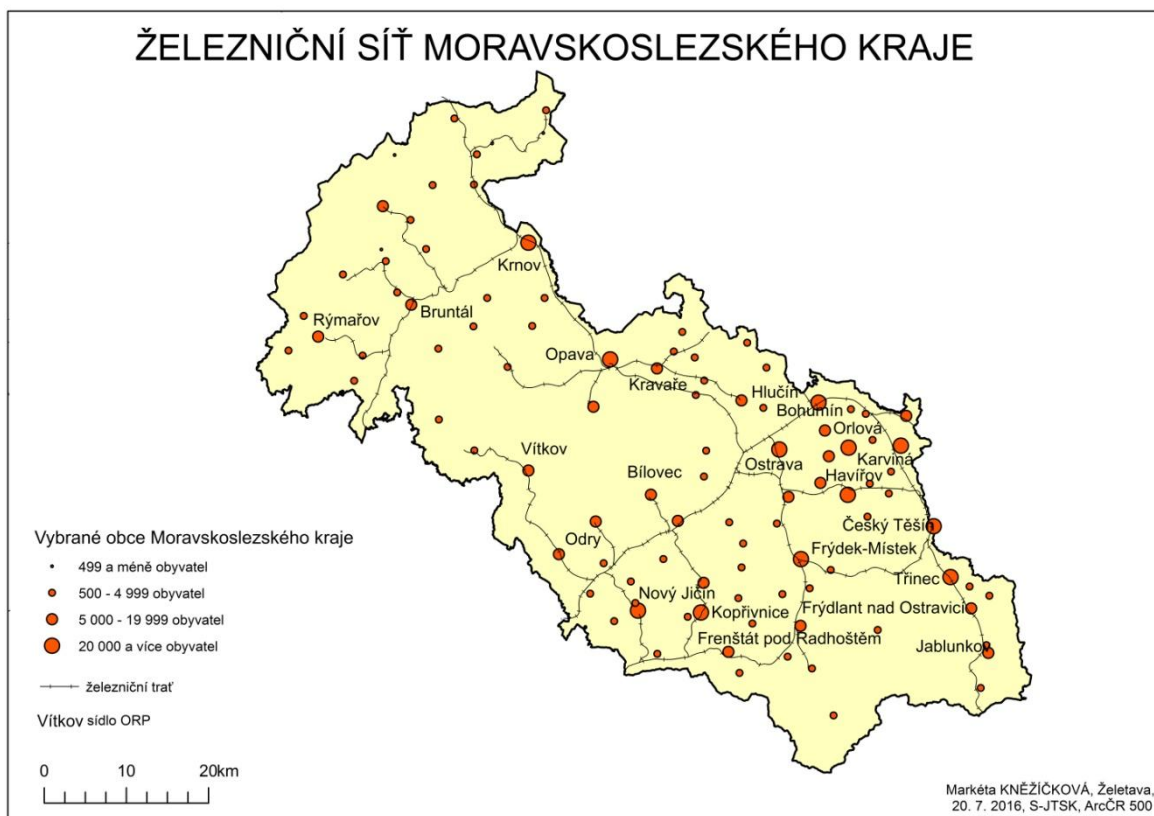 ŽELEZNIČNÍ SÍŤ MORAVSKOSLEZSKÉHO KRAJE
Krnov
Bruntál
Rýmařov
Opava
Kravaře
Hlučín
Bohumín
Orlová
Ostrava
Karviná
Havířov
Vítkov
Bílovec
Odry
Český Těšín
Frýdek-Místek
Třinec
Nový Jičín
Kopřivnice
Frýdlant nad Ostravicí
Frenštát pod Radhoštěm
Jablunkov
Vybrané obce Moravskoslezského kraje
499 a méně obyvatel
500 - 4 999 obyvatel
5 000 - 19 999 obyvatel
20 000 a více obyvatel
železniční trať
Vítkov sídlo ORP
0 10 20km
Markéta KNĚŽÍČKOVÁ, Želetava,
20. 7. 2016, S-JTSK, ArcČR 500